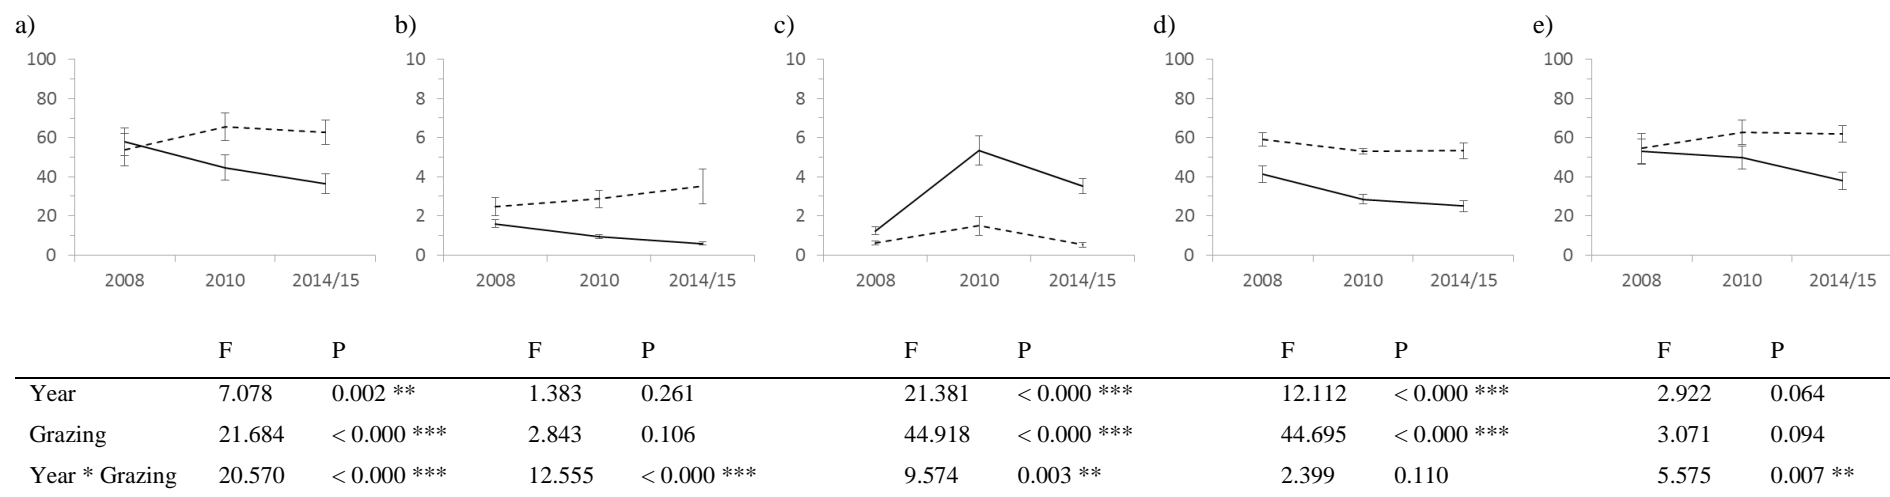 a) b) c) d) e)
100 10 10 100 100
80 8 8 80 80
60 6 6 60 60
40 4 4 40 40
20 2 2 20 20
0 0 0 0 0
2008 2010 2014/15 2008 2010 2014/15 2008 2010 2014/15 2008 2010 2014/15 2008 2010 2014/15
F P F P F P F P F P
Year 7.078 0.002 ** 1.383 0.261 21.381 < 0.000 *** 12.112 < 0.000 *** 2.922 0.064
Grazing 21.684 < 0.000 *** 2.843 0.106 44.918 < 0.000 *** 44.695 < 0.000 *** 3.071 0.094
Year * Grazing 20.570 < 0.000 *** 12.555 < 0.000 *** 9.574 0.003 ** 2.399 0.110 5.575 0.007 **